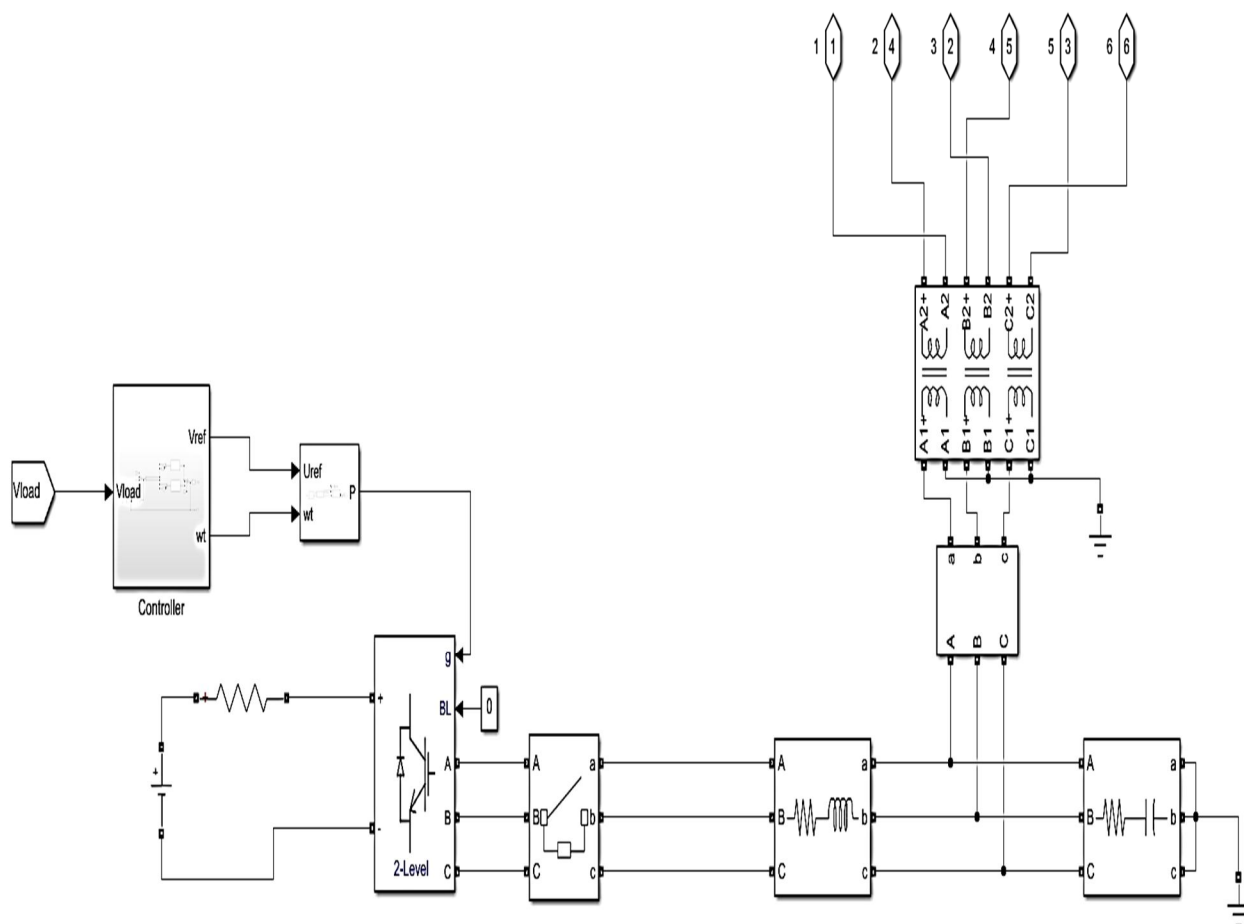 1 1 2 4 3 2 4 5 5 3 6 6
A2+ A2 B2+ B2 C2+ C2
A1+ A1 B1+ B1 C1+ C1
Vload
Vload
Vref
wt
Controller
Uref
wt
P
a b c
A B C
g
BL
0
+
-
+
+
A
B
C
2-Level
A a
B b
C c
A a
B b
C c
A a
B b
C c